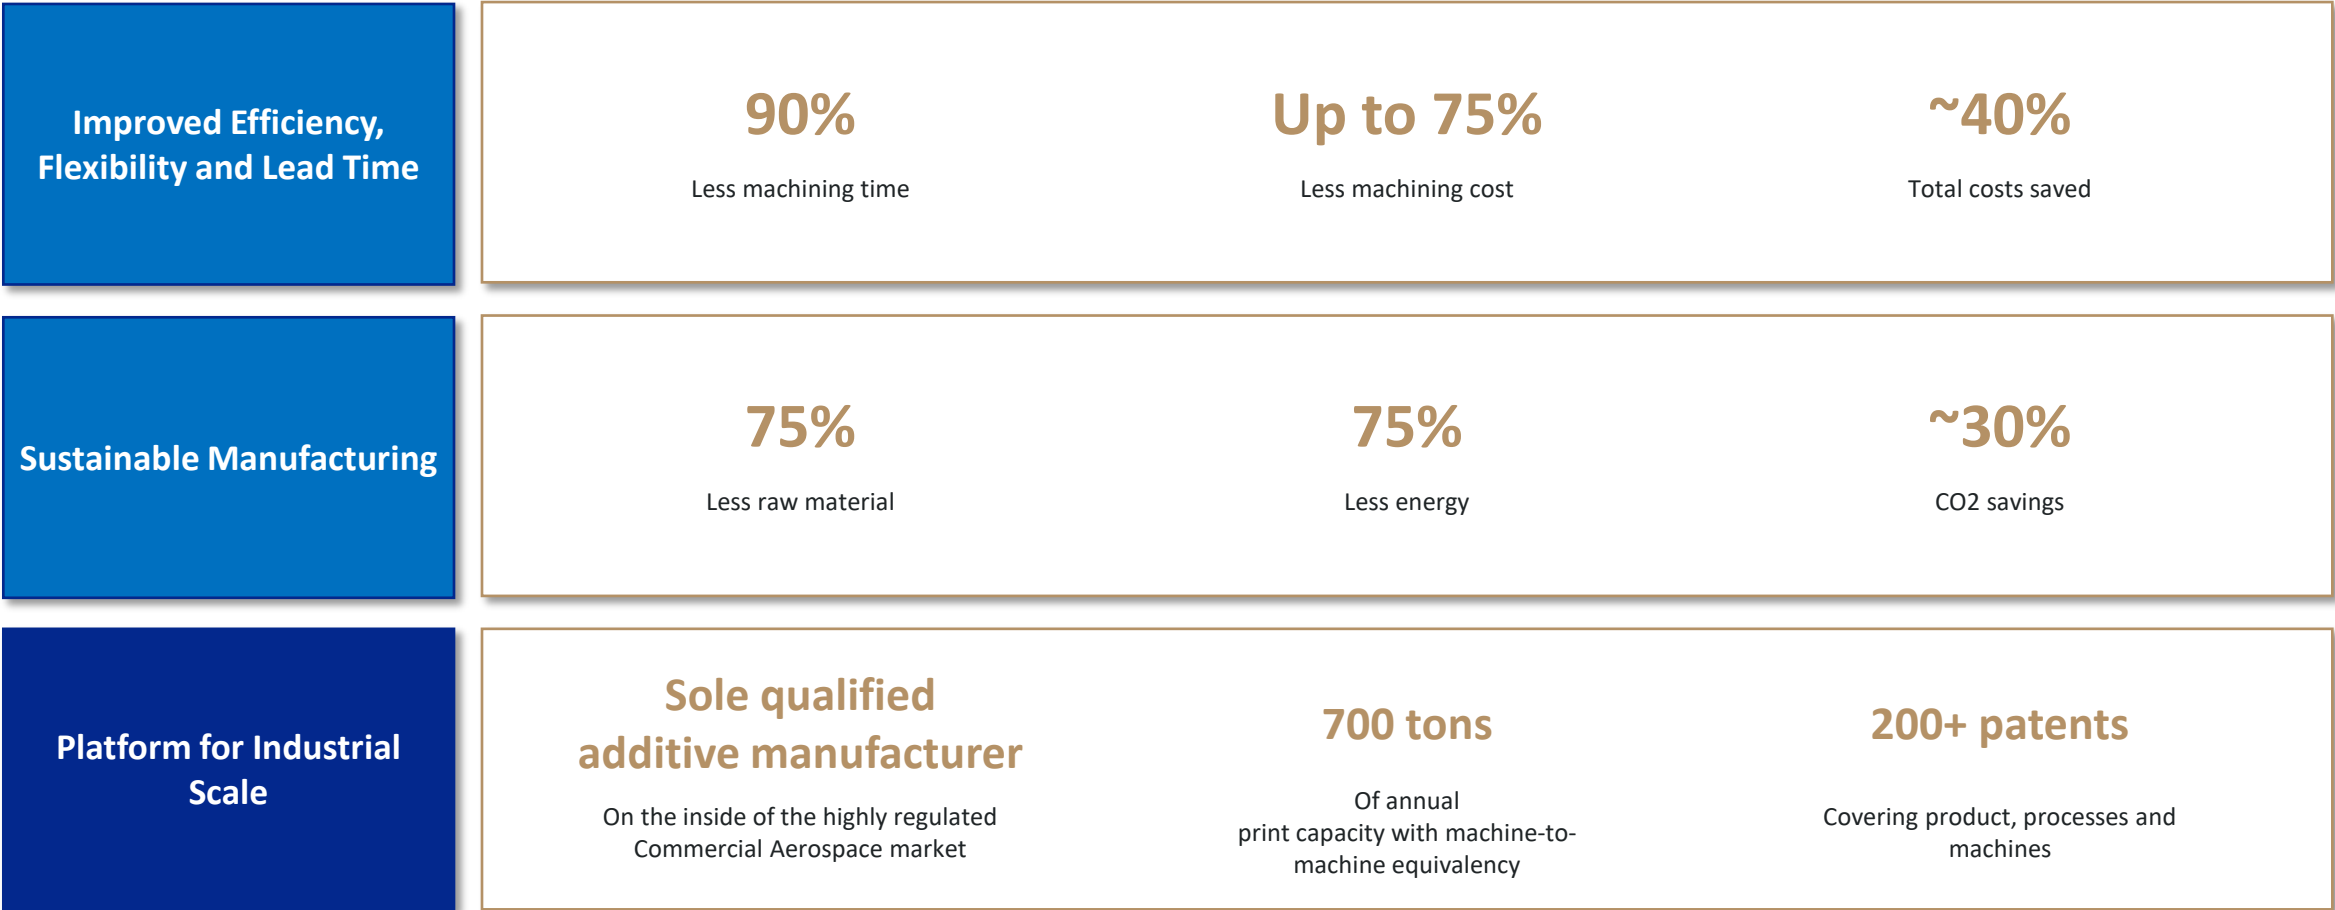 Improved Efficiency,
Flexibility and Lead Time
90%
Less machining time
Up to 75%
Less machining cost
~40%
Total costs saved
Sustainable Manufacturing
75%
Less raw material
75%
Less energy
~30%
CO2 savings
Platform for Industrial
Scale
Sole qualified
additive manufacturer
On the inside of the highly regulated
Commercial Aerospace market
700 tons
Of annual
print capacity with machine-to-
machine equivalency
200+ patents
Covering product, processes and
machines